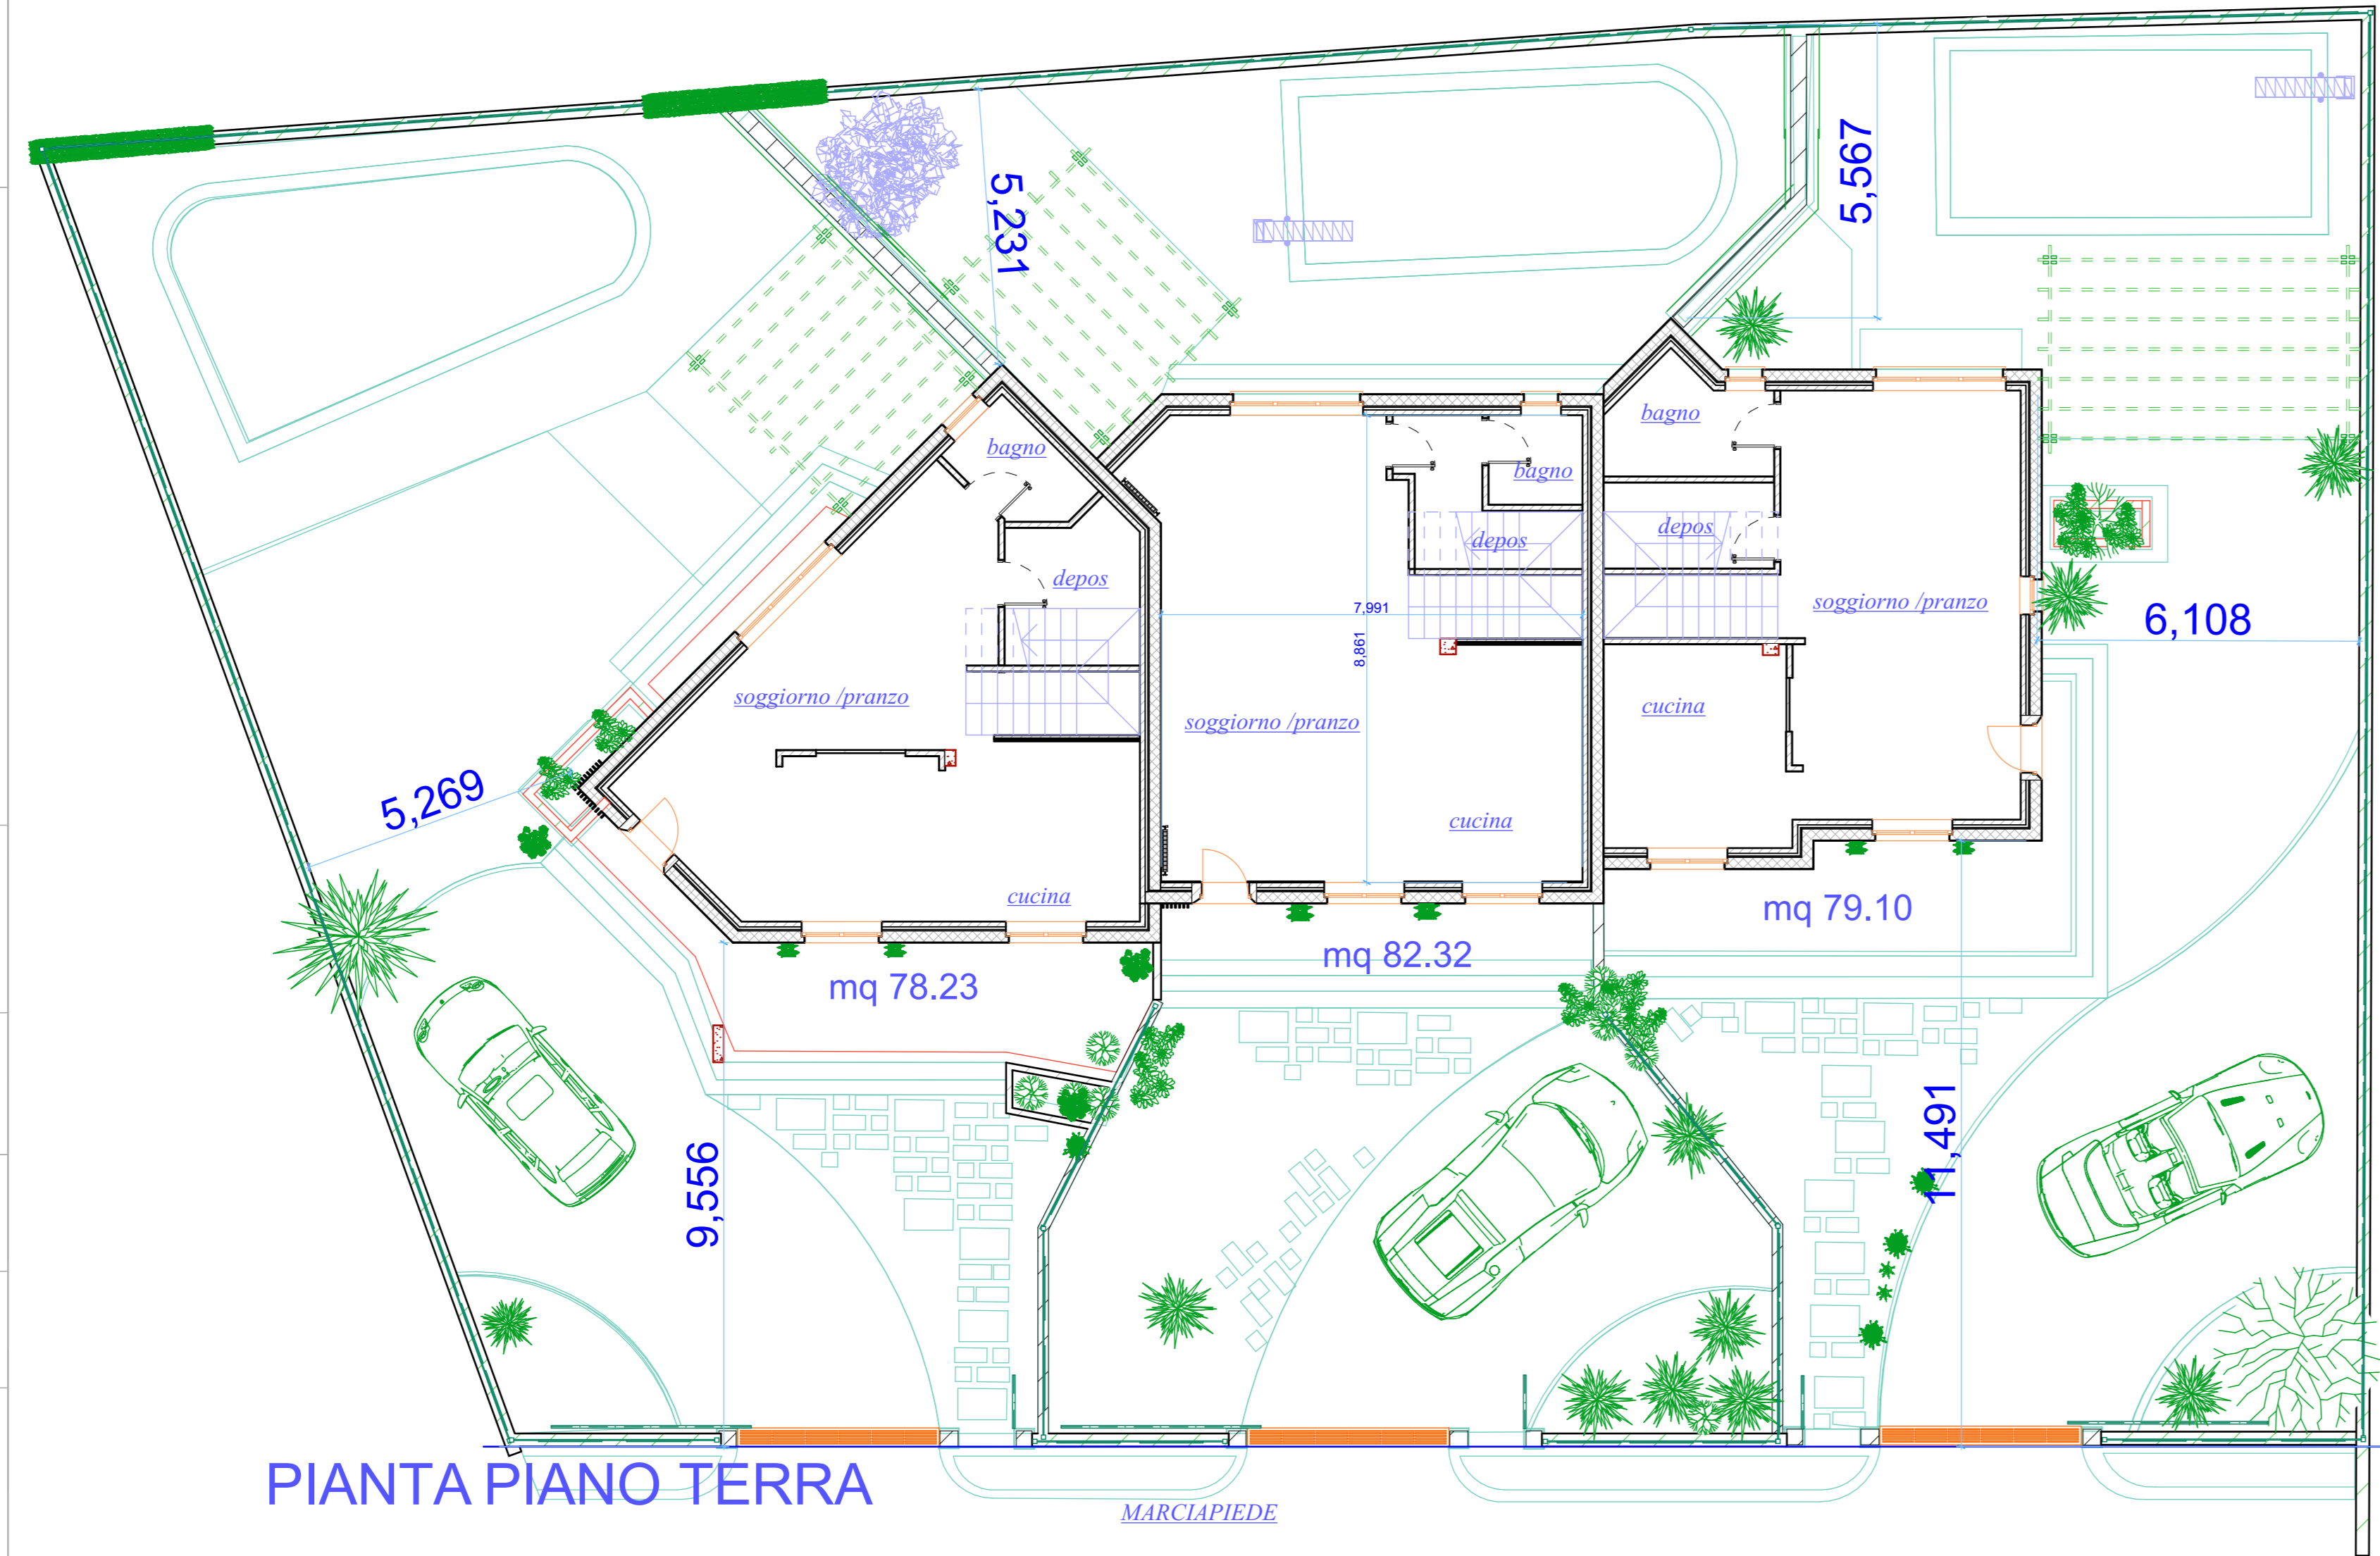 5,567
5,231
bagno
bagno
bagno
depos
depos
depos
7,991
8,861
soggiorno /pranzo
6,108
soggiorno /pranzo
cucina
soggiorno /pranzo
5,269
cucina
cucina
mq 79.10
mq 82.32
mq 78.23
11,491
9,556
PIANTA PIANO TERRA
MARCIAPIEDE